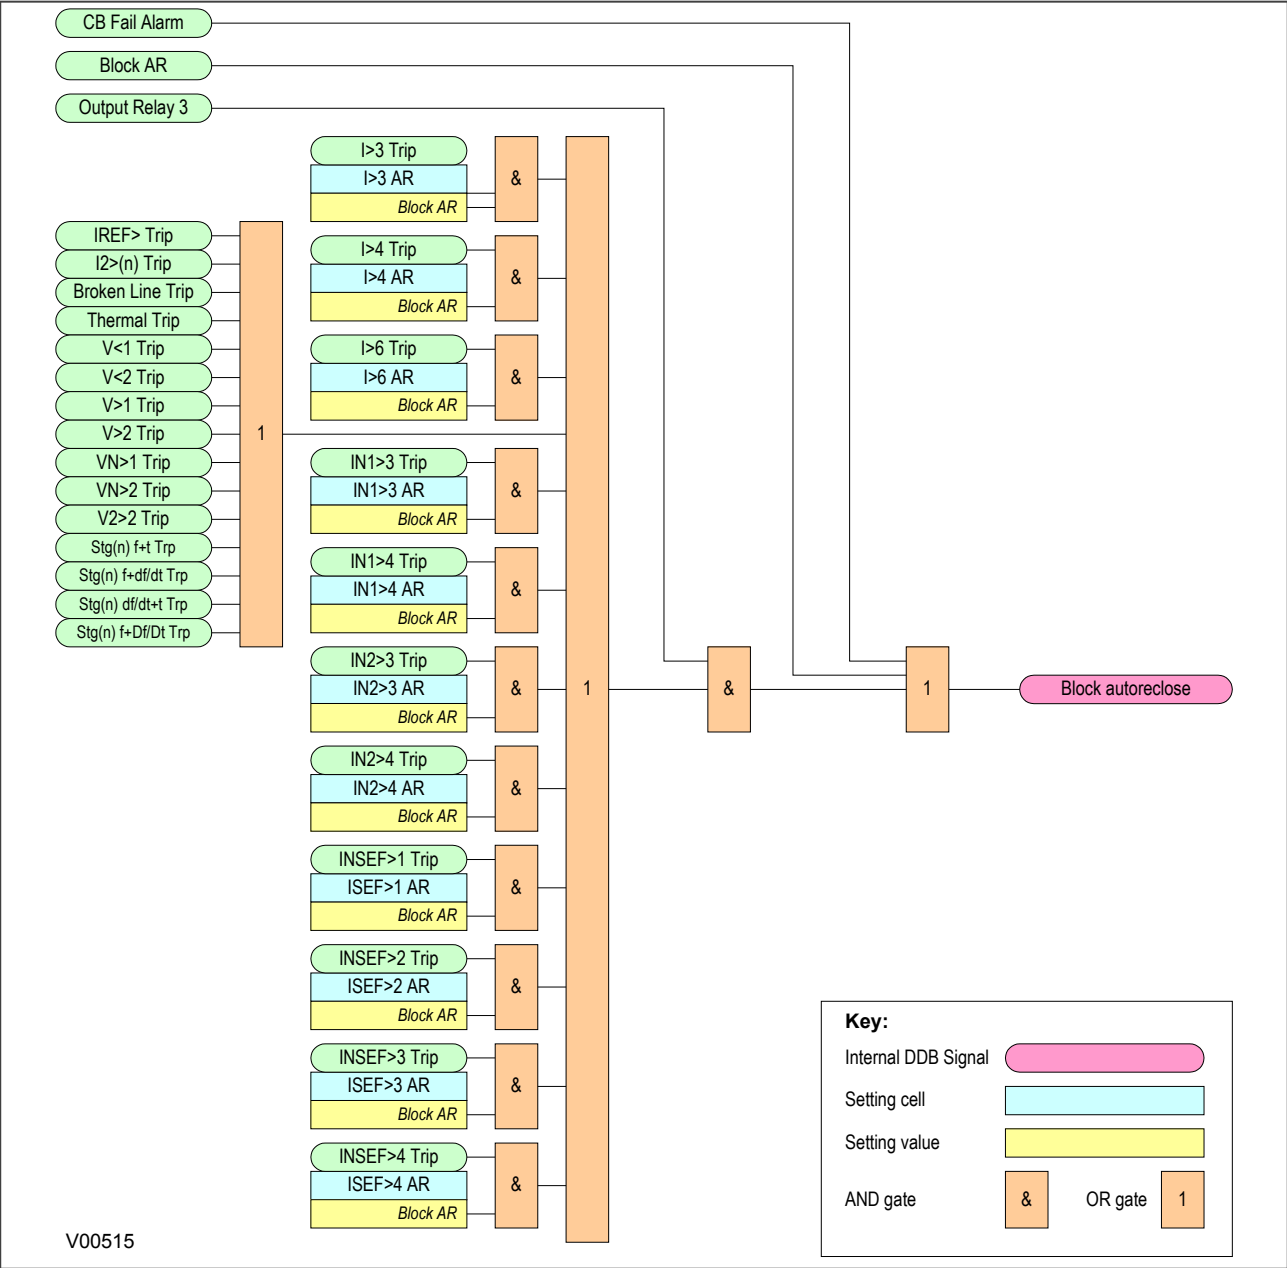 CB Fail Alarm
Block AR
Output Relay 3
I>3 Trip
I>3 AR
Block AR
&
I>4 Trip
I>4 AR
Block AR
&
I>6 Trip
I>6 AR
Block AR
&
IREF> Trip
I2>(n) Trip
Broken Line Trip
Thermal Trip
V<1 Trip
V<2 Trip
V>1 Trip
V>2 Trip
VN>1 Trip
VN>2 Trip
V2>2 Trip
Stg(n) f+t Trp
Stg(n) f+df/dt Trp
Stg(n) df/dt+t Trp
Stg(n) f+Df/Dt Trp
1
IN1>3 Trip
IN1>3 AR
Block AR
&
IN1>4 Trip
IN1>4 AR
Block AR
&
IN2>3 Trip
IN2>3 AR
Block AR
&
IN2>4 Trip
IN2>4 AR
Block AR
&
INSEF>1 Trip
ISEF>1 AR
Block AR
&
INSEF>2 Trip
ISEF>2 AR
Block AR
&
INSEF>3 Trip
ISEF>3 AR
Block AR
&
INSEF>4 Trip
ISEF>4 AR
Block AR
&
1
&
1
Block autoreclose
Key:
Internal DDB Signal
Setting cell
Setting value
AND gate & OR gate 1
V00515